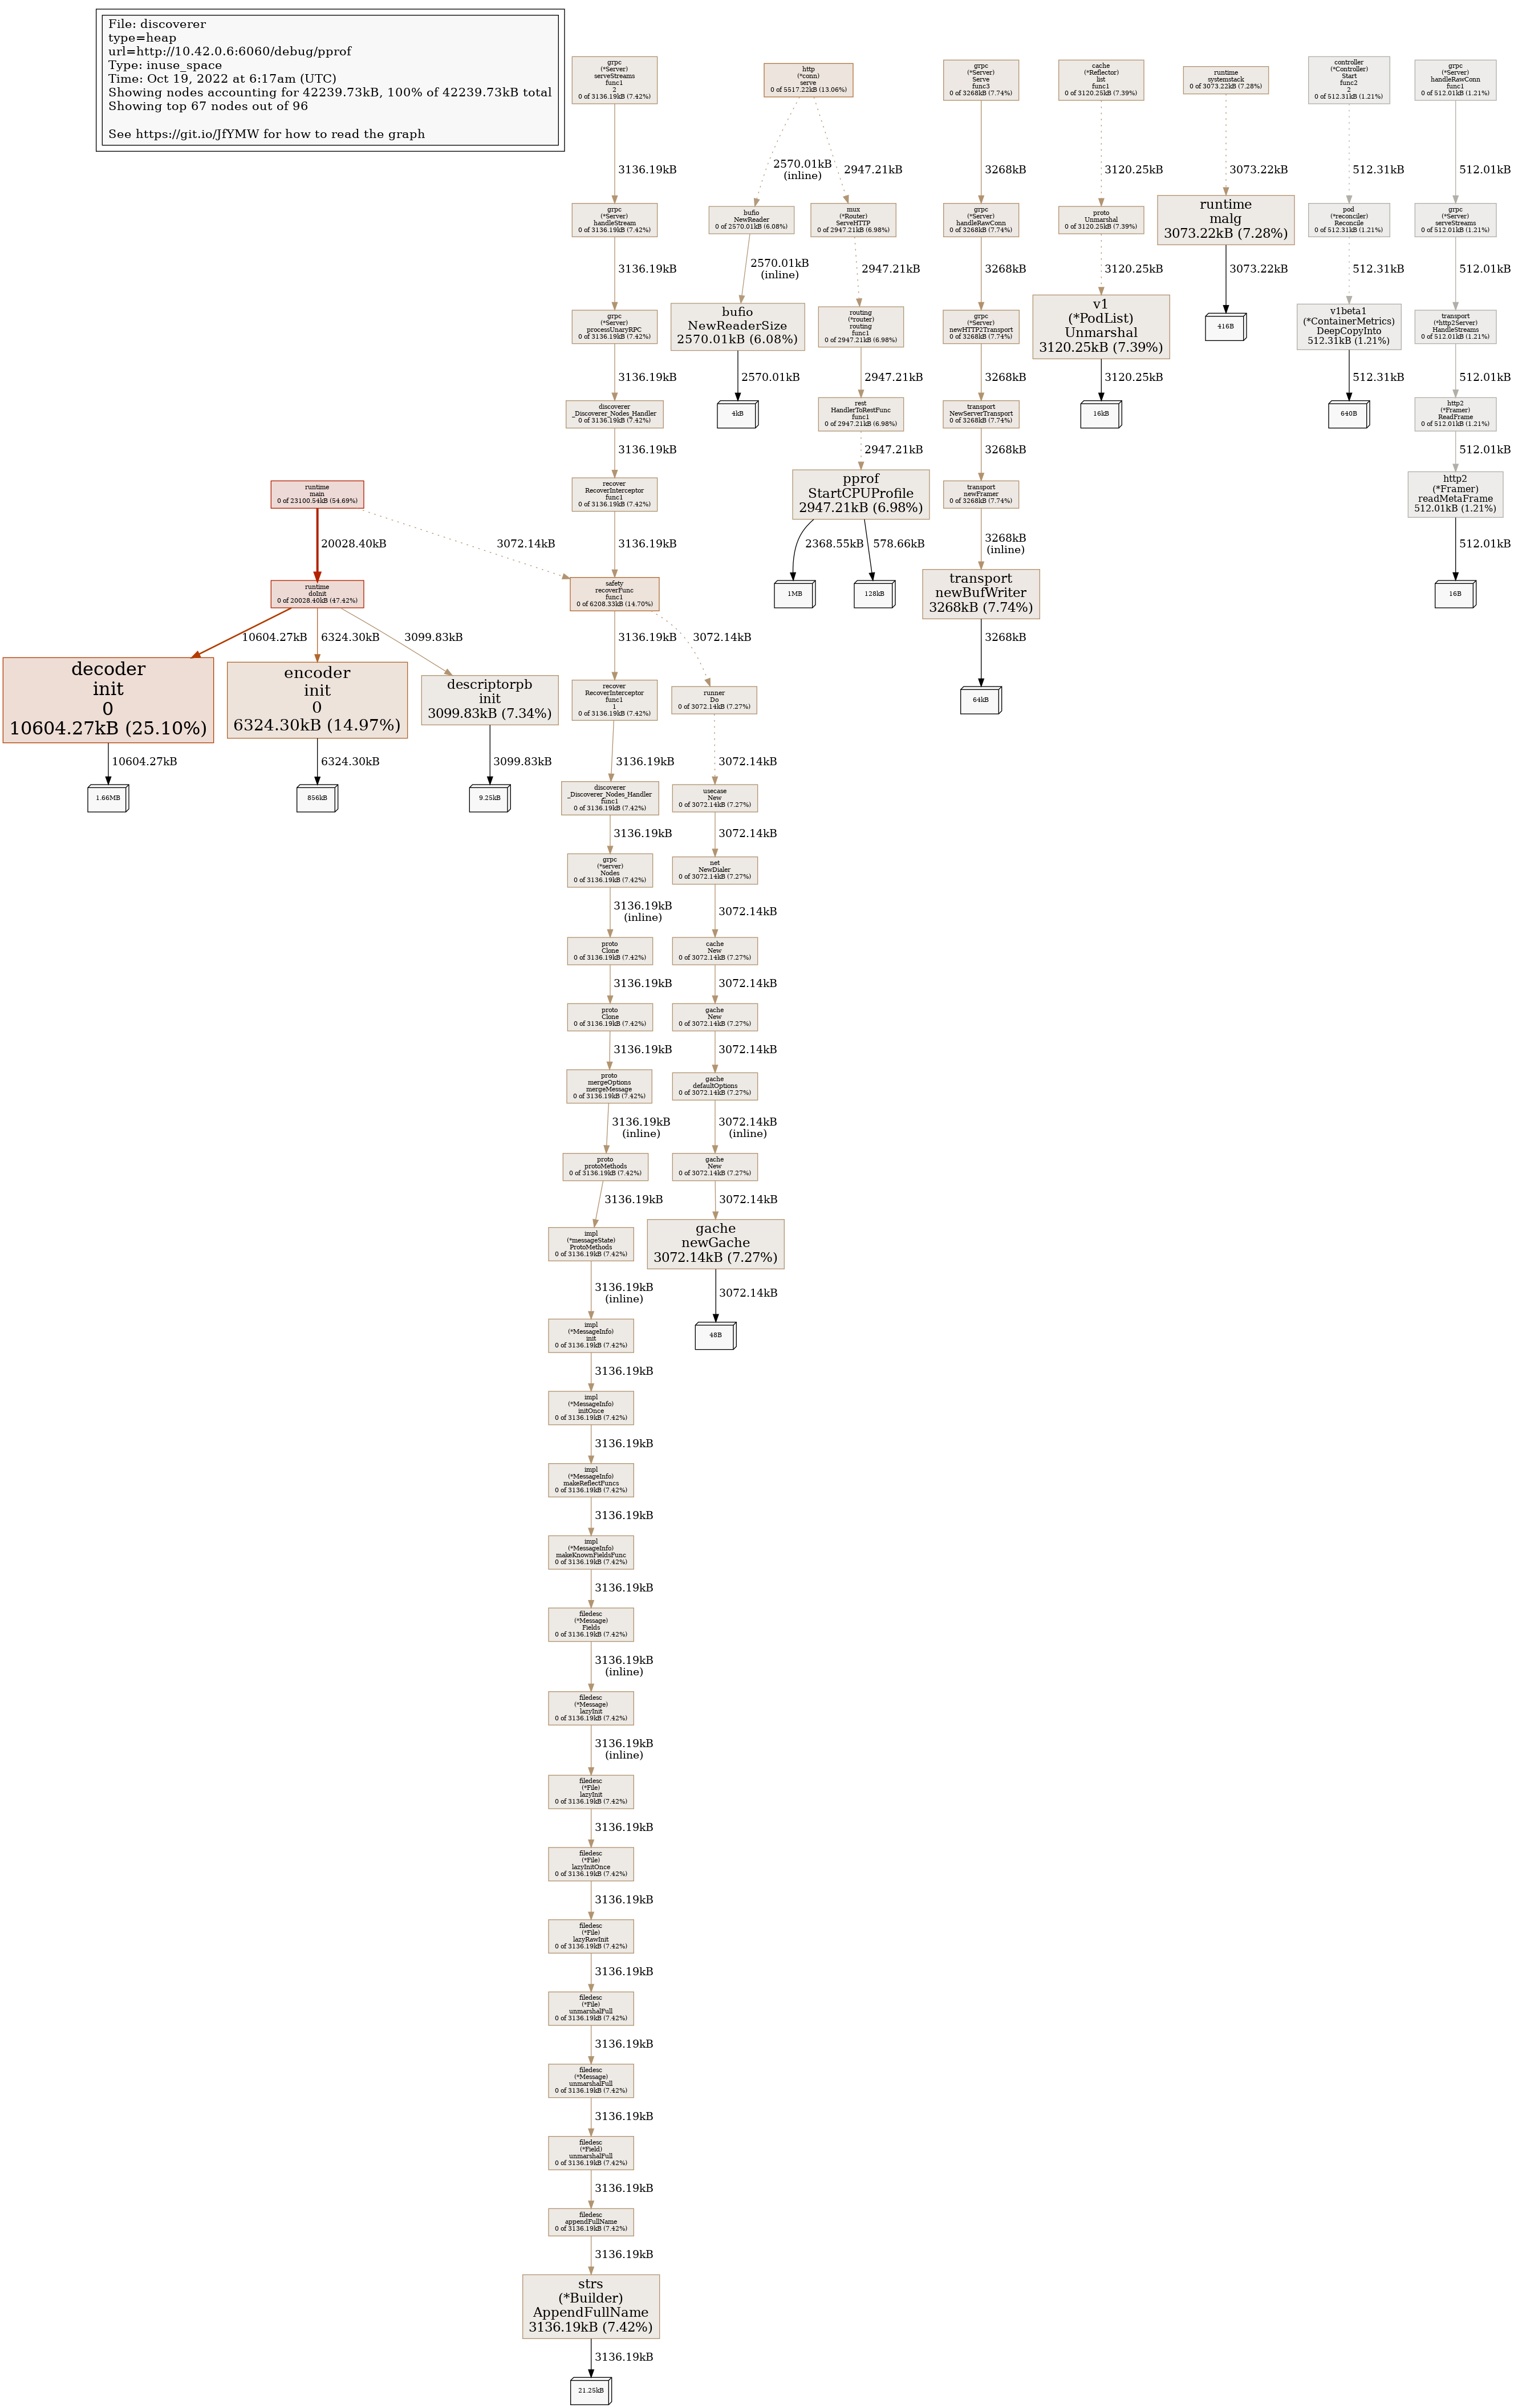 File: discoverer
type=heap
url=http://10.42.0.6:6060/debug/pprof
Type: inuse_space
Time: Oct 19, 2022 at 6:17am (UTC)
Showing nodes accounting for 42239.73kB, 100% of 42239.73kB total
Showing top 67 nodes out of 96
See https://git.io/JfYMW for how to read the graph
grpc
(*Server)
serveStreams
func1
2
0 of 3136.19kB (7.42%)
http
(*conn)
serve
0 of 5517.22kB (13.06%)
grpc
(*Server)
Serve
func3
0 of 3268kB (7.74%)
cache
(*Reflector)
list
func1
0 of 3120.25kB (7.39%)
runtime
systemstack
0 of 3073.22kB (7.28%)
controller
(*Controller)
Start
func2
2
0 of 512.31kB (1.21%)
grpc
(*Server)
handleRawConn
func1
0 of 512.01kB (1.21%)
3136.19kB
2570.01kB
(inline)
2947.21kB
3268kB
3120.25kB
3073.22kB
512.31kB
512.01kB
grpc
(*Server)
handleStream
0 of 3136.19kB (7.42%)
bufio
NewReader
0 of 2570.01kB (6.08%)
mux
(*Router)
ServeHTTP
0 of 2947.21kB (6.98%)
grpc
(*Server)
handleRawConn
0 of 3268kB (7.74%)
proto
Unmarshal
0 of 3120.25kB (7.39%)
runtime
malg
3073.22kB (7.28%)
pod
(*reconciler)
Reconcile
0 of 512.31kB (1.21%)
grpc
(*Server)
serveStreams
0 of 512.01kB (1.21%)
3136.19kB
2570.01kB
(inline)
2947.21kB
3268kB
3120.25kB
3073.22kB
512.31kB
512.01kB
grpc
(*Server)
processUnaryRPC
0 of 3136.19kB (7.42%)
bufio
NewReaderSize
2570.01kB (6.08%)
routing
(*router)
routing
func1
0 of 2947.21kB (6.98%)
grpc
(*Server)
newHTTP2Transport
0 of 3268kB (7.74%)
v1
(*PodList)
Unmarshal
3120.25kB (7.39%)
416B
v1beta1
(*ContainerMetrics)
DeepCopyInto
512.31kB (1.21%)
transport
(*http2Server)
HandleStreams
0 of 512.01kB (1.21%)
3136.19kB
2570.01kB
2947.21kB
3268kB
3120.25kB
512.31kB
512.01kB
discoverer
_Discoverer_Nodes_Handler
0 of 3136.19kB (7.42%)
4kB
rest
HandlerToRestFunc
func1
0 of 2947.21kB (6.98%)
transport
NewServerTransport
0 of 3268kB (7.74%)
16kB
640B
http2
(*Framer)
ReadFrame
0 of 512.01kB (1.21%)
3136.19kB
2947.21kB
3268kB
512.01kB
runtime
main
0 of 23100.54kB (54.69%)
recover
RecoverInterceptor
func1
0 of 3136.19kB (7.42%)
pprof
StartCPUProfile
2947.21kB (6.98%)
transport
newFramer
0 of 3268kB (7.74%)
http2
(*Framer)
readMetaFrame
512.01kB (1.21%)
20028.40kB
3072.14kB
3136.19kB
2368.55kB
578.66kB
3268kB
(inline)
512.01kB
runtime
doInit
0 of 20028.40kB (47.42%)
safety
recoverFunc
func1
0 of 6208.33kB (14.70%)
1MB
128kB
transport
newBufWriter
3268kB (7.74%)
16B
10604.27kB
6324.30kB
3099.83kB
3136.19kB
3072.14kB
3268kB
decoder
init
0
10604.27kB (25.10%)
encoder
init
0
6324.30kB (14.97%)
descriptorpb
init
3099.83kB (7.34%)
recover
RecoverInterceptor
func1
1
0 of 3136.19kB (7.42%)
runner
Do
0 of 3072.14kB (7.27%)
64kB
10604.27kB
6324.30kB
3099.83kB
3136.19kB
3072.14kB
1.66MB
856kB
9.25kB
discoverer
_Discoverer_Nodes_Handler
func1
0 of 3136.19kB (7.42%)
usecase
New
0 of 3072.14kB (7.27%)
3136.19kB
3072.14kB
grpc
(*server)
Nodes
0 of 3136.19kB (7.42%)
net
NewDialer
0 of 3072.14kB (7.27%)
3136.19kB
(inline)
3072.14kB
proto
Clone
0 of 3136.19kB (7.42%)
cache
New
0 of 3072.14kB (7.27%)
3136.19kB
3072.14kB
proto
Clone
0 of 3136.19kB (7.42%)
gache
New
0 of 3072.14kB (7.27%)
3136.19kB
3072.14kB
proto
mergeOptions
mergeMessage
0 of 3136.19kB (7.42%)
gache
defaultOptions
0 of 3072.14kB (7.27%)
3136.19kB
(inline)
3072.14kB
(inline)
proto
protoMethods
0 of 3136.19kB (7.42%)
gache
New
0 of 3072.14kB (7.27%)
3136.19kB
3072.14kB
impl
(*messageState)
ProtoMethods
0 of 3136.19kB (7.42%)
gache
newGache
3072.14kB (7.27%)
3136.19kB
(inline)
3072.14kB
impl
(*MessageInfo)
init
0 of 3136.19kB (7.42%)
48B
3136.19kB
impl
(*MessageInfo)
initOnce
0 of 3136.19kB (7.42%)
3136.19kB
impl
(*MessageInfo)
makeReflectFuncs
0 of 3136.19kB (7.42%)
3136.19kB
impl
(*MessageInfo)
makeKnownFieldsFunc
0 of 3136.19kB (7.42%)
3136.19kB
filedesc
(*Message)
Fields
0 of 3136.19kB (7.42%)
3136.19kB
(inline)
filedesc
(*Message)
lazyInit
0 of 3136.19kB (7.42%)
3136.19kB
(inline)
filedesc
(*File)
lazyInit
0 of 3136.19kB (7.42%)
3136.19kB
filedesc
(*File)
lazyInitOnce
0 of 3136.19kB (7.42%)
3136.19kB
filedesc
(*File)
lazyRawInit
0 of 3136.19kB (7.42%)
3136.19kB
filedesc
(*File)
unmarshalFull
0 of 3136.19kB (7.42%)
3136.19kB
filedesc
(*Message)
unmarshalFull
0 of 3136.19kB (7.42%)
3136.19kB
filedesc
(*Field)
unmarshalFull
0 of 3136.19kB (7.42%)
3136.19kB
filedesc
appendFullName
0 of 3136.19kB (7.42%)
3136.19kB
strs
(*Builder)
AppendFullName
3136.19kB (7.42%)
3136.19kB
21.25kB